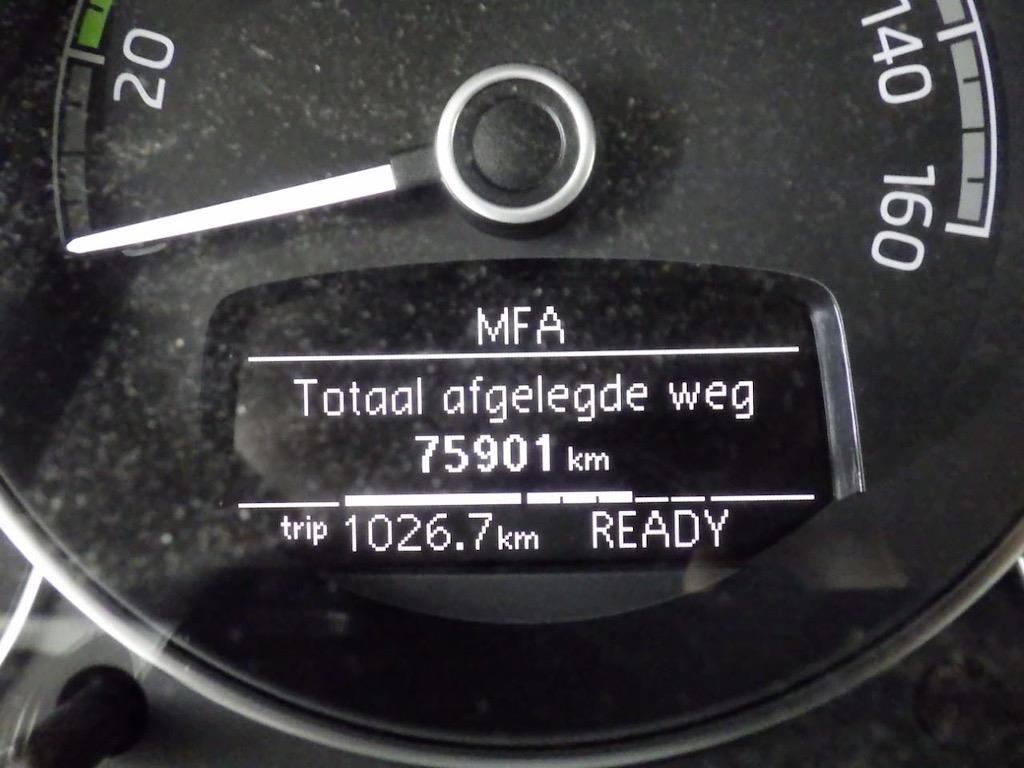 20
140
160
MFA
Totaal afgelegde weg
75901 km
trip 1026.7 km READY